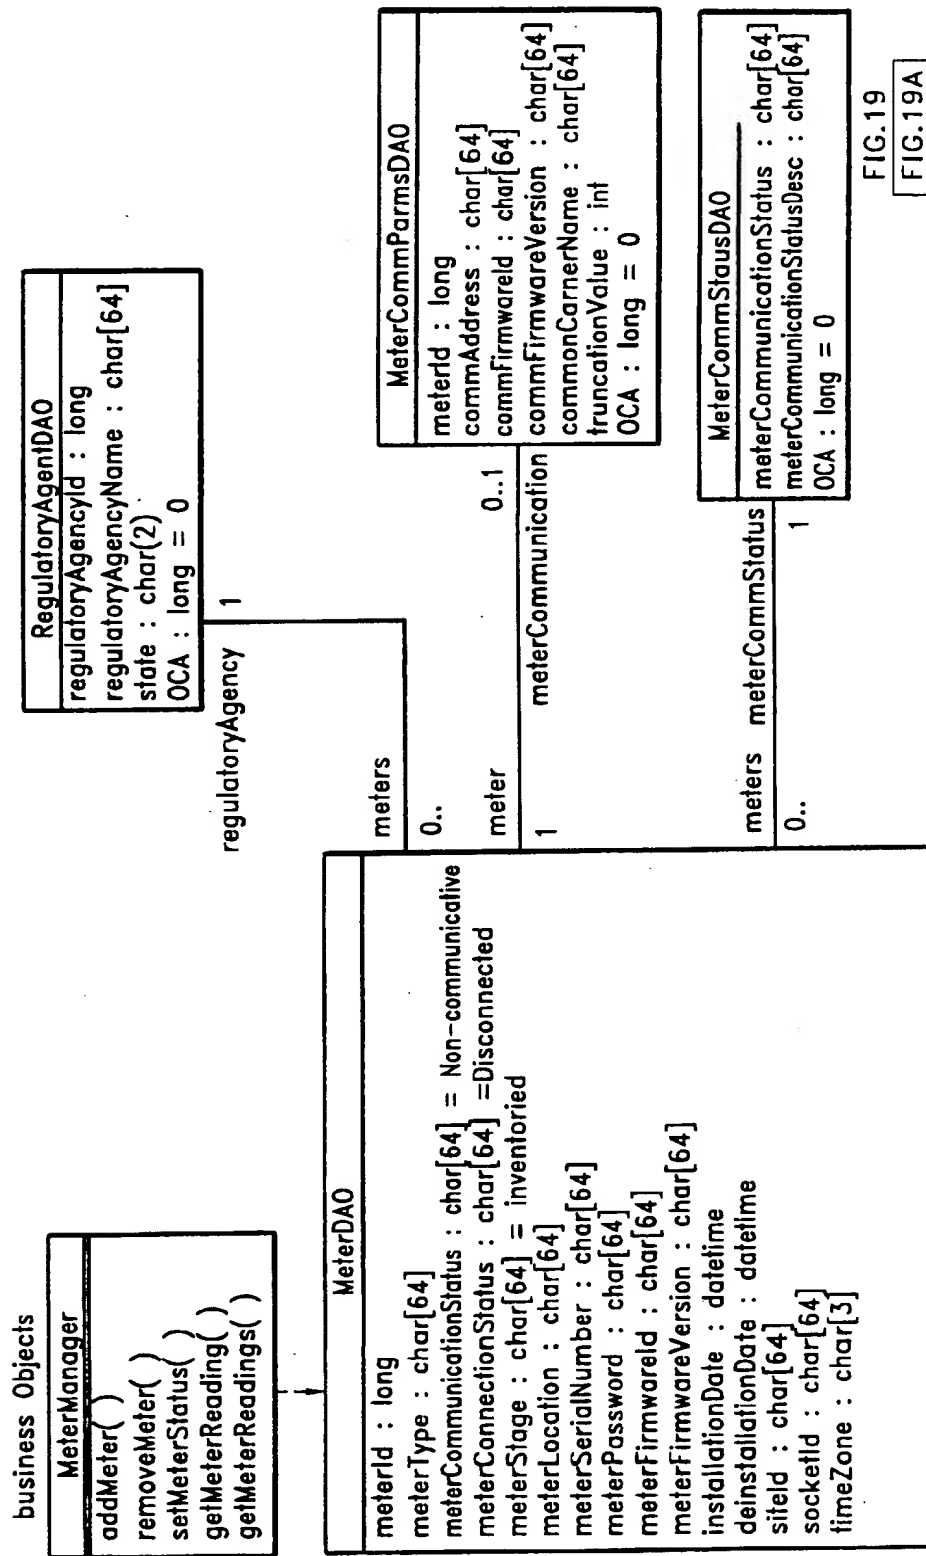 business Objects
MeterManager
addMeter( )
removeMeter( )
setMeterStatus( )
getMeterReading( )
getMeterReadings( )
MeterDAO
meterId : long
meterType : char[64]
meterCommunicationStatus : char[64] = Non-communicative
meterConnectionStatus : char[64] =Disconnected
meterStage : char[64] = inventoried
meterLocation : char[64]
meterSerialNumber : char[64]
meterPassword : char[64]
meterFirmwareId : char[64]
meterFirmwareVersion : char[64]
installationDate : datetime
deinstallationDate : datetime
siteId : char[64]
socketId : char[64]
timeZone : char[3]
RegulatoryAgentDAO
regulatoryAgencyId : long
regulatoryAgencyName : char[64]
state : char(2)
OCA : long = 0
regulatoryAgency
1
meters
0..
meter
1
0..1
meterCommunication
MeterCommParmsDAO
meterId : long
commAddress : char[64]
commFirmwareId : char[64]
commFirmwareVersion : char[64]
commonCarnerName : char[64]
truncationValue : int
OCA : long = 0
meters
0..
meterCommStatus
1
MeterCommStausDAO
meterCommunicationStatus : char[64]
meterCommunicationStatusDesc : char[64]
OCA : long = 0
FIG.19
FIG.19A